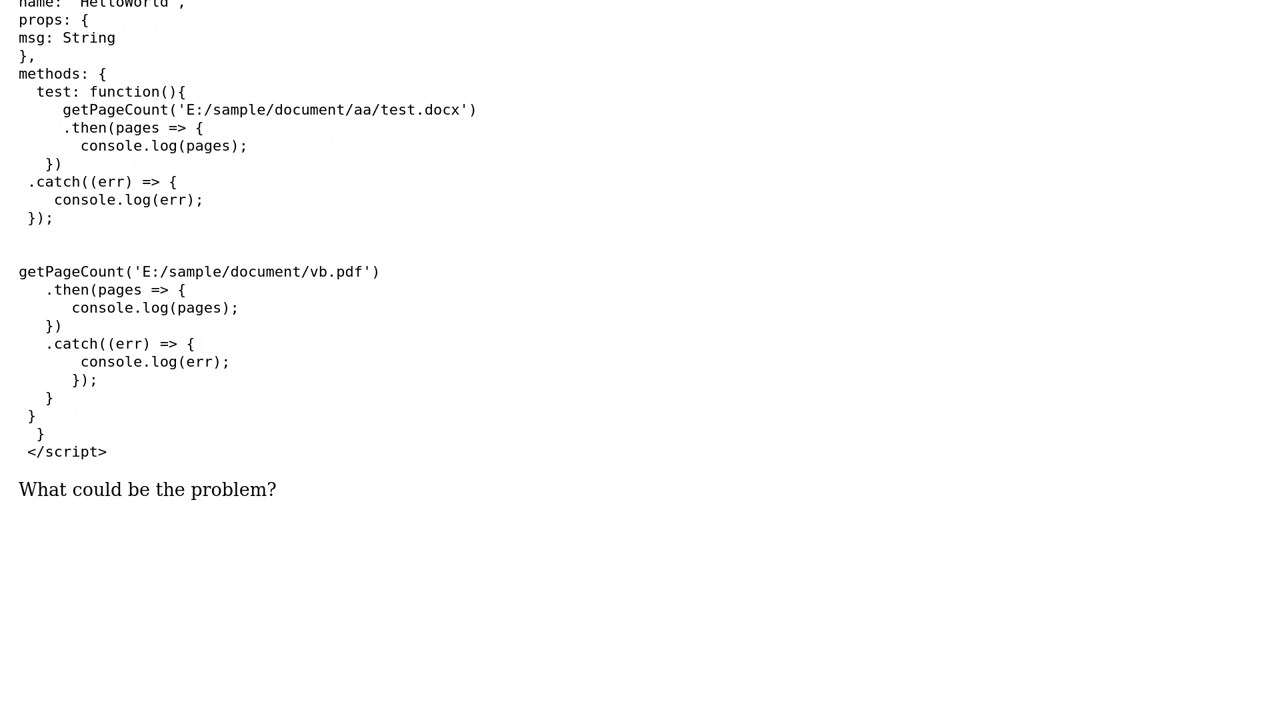 name: "HelloWorld",
props: {
msg: String
},
methods: {
  test: function(){
     getPageCount('E:/sample/document/aa/test.docx')
     .then(pages => {
       console.log(pages);
   })
 .catch((err) => {
    console.log(err);
 });
getPageCount('E:/sample/document/vb.pdf')
   .then(pages => {
      console.log(pages);
   })
   .catch((err) => {
       console.log(err);
      });
   }
 }
  }
 </script>
What could be the problem?